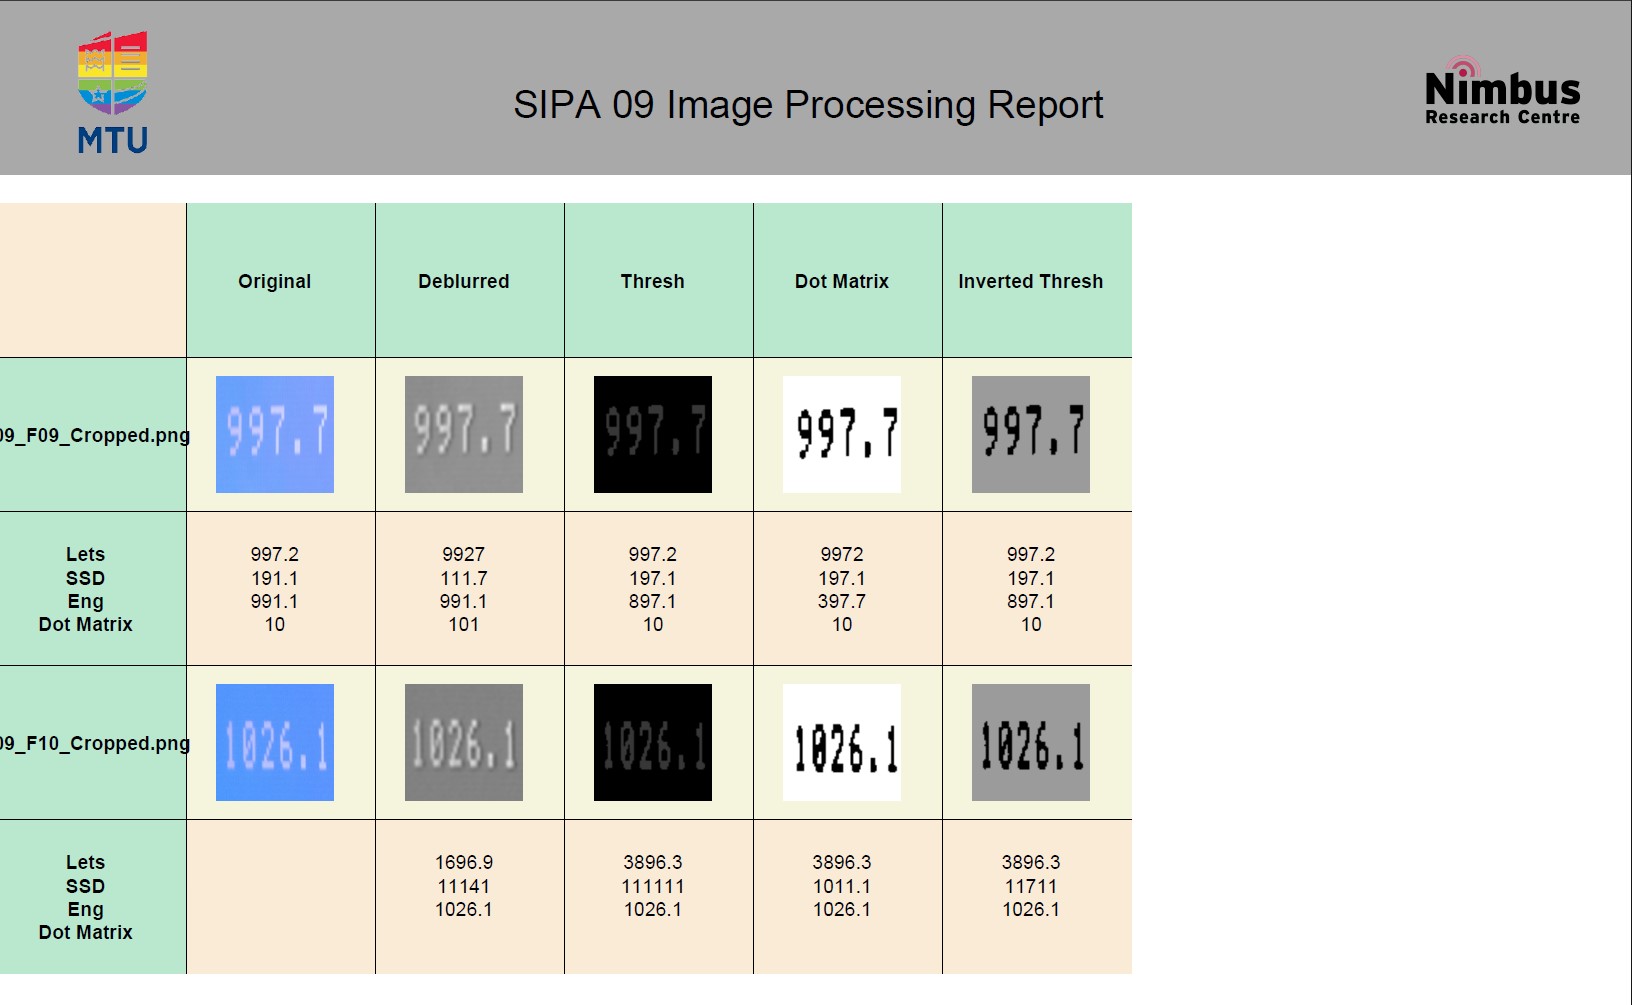 MTU
SIPA 09 Image Processing Report
Nimbus
Research Centre
Original Deblurred Thresh Dot Matrix Inverted Thresh
09_F09_Cropped.png 997.7 997.7 997.7 997.7 997.7
Lets 997.2 9927 997.2 9972 997.2
SSD 191.1 111.7 197.1 197.1 197.1
Eng 991.1 991.1 897.1 397.7 897.1
Dot Matrix 10 101 10 10 10
09_F10_Cropped.png 1026.1 1026.1 1026.1 1026.1 1026.1
Lets 1696.9 3896.3 3896.3 3896.3
SSD 11141 111111 1011.1 11711
Eng 1026.1 1026.1 1026.1 1026.1
Dot Matrix